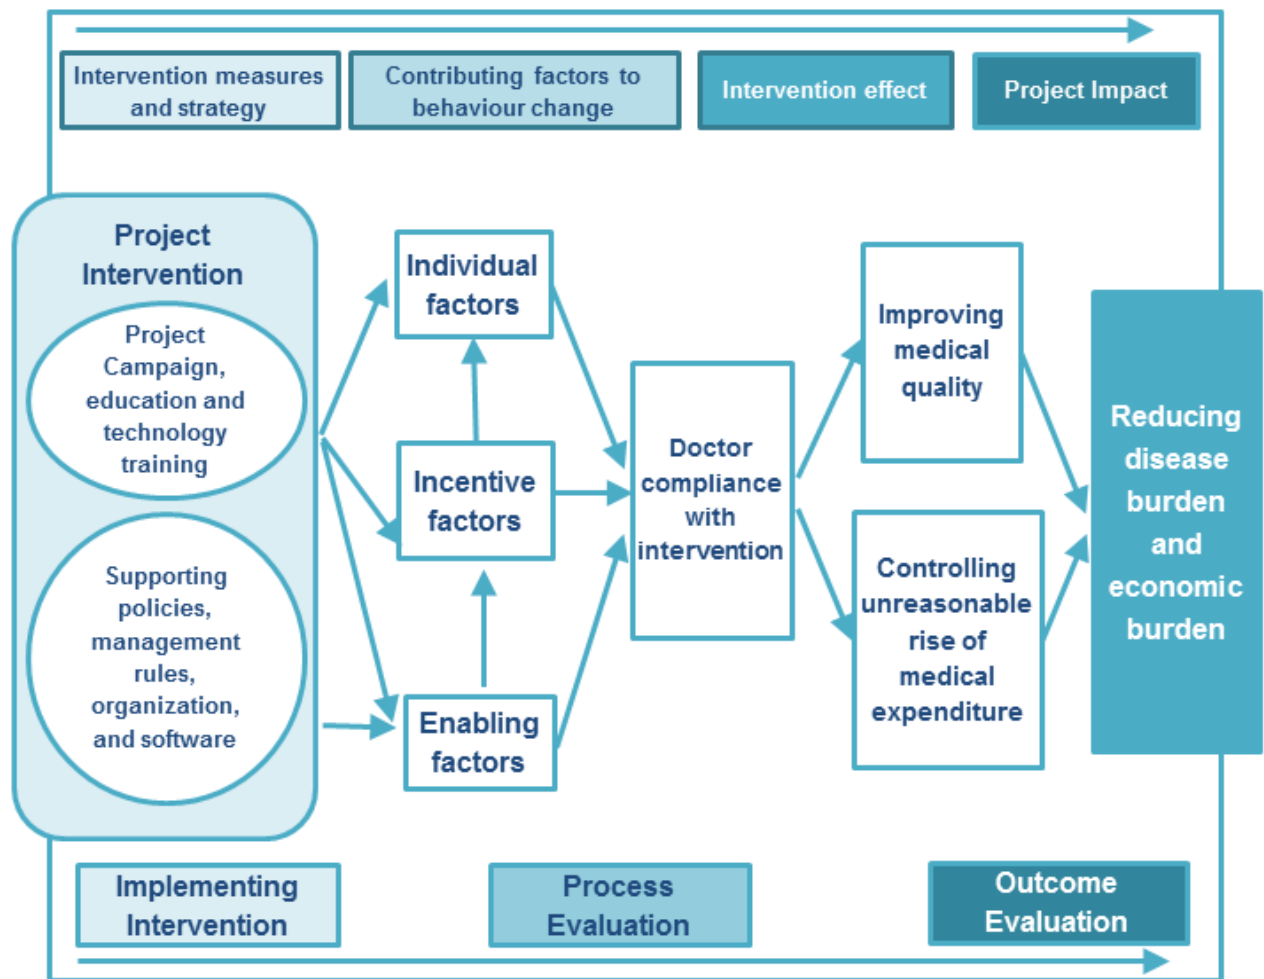 Intervention measures
and strategy
Contributing factors to
behaviour change
Intervention effect
Project Impact
Project
Intervention
Project
Campaign,
education and
technology
training
Supporting
policies,
management
rules,
organization,
and software
Individual
factors
Incentive
factors
Enabling
factors
Doctor
compliance
with
intervention
Improving
medical
quality
Controlling
unreasonable
rise of
medical
expenditure
Reducing
disease
burden
and
economic
burden
Implementing
Intervention
Process
Evaluation
Outcome
Evaluation